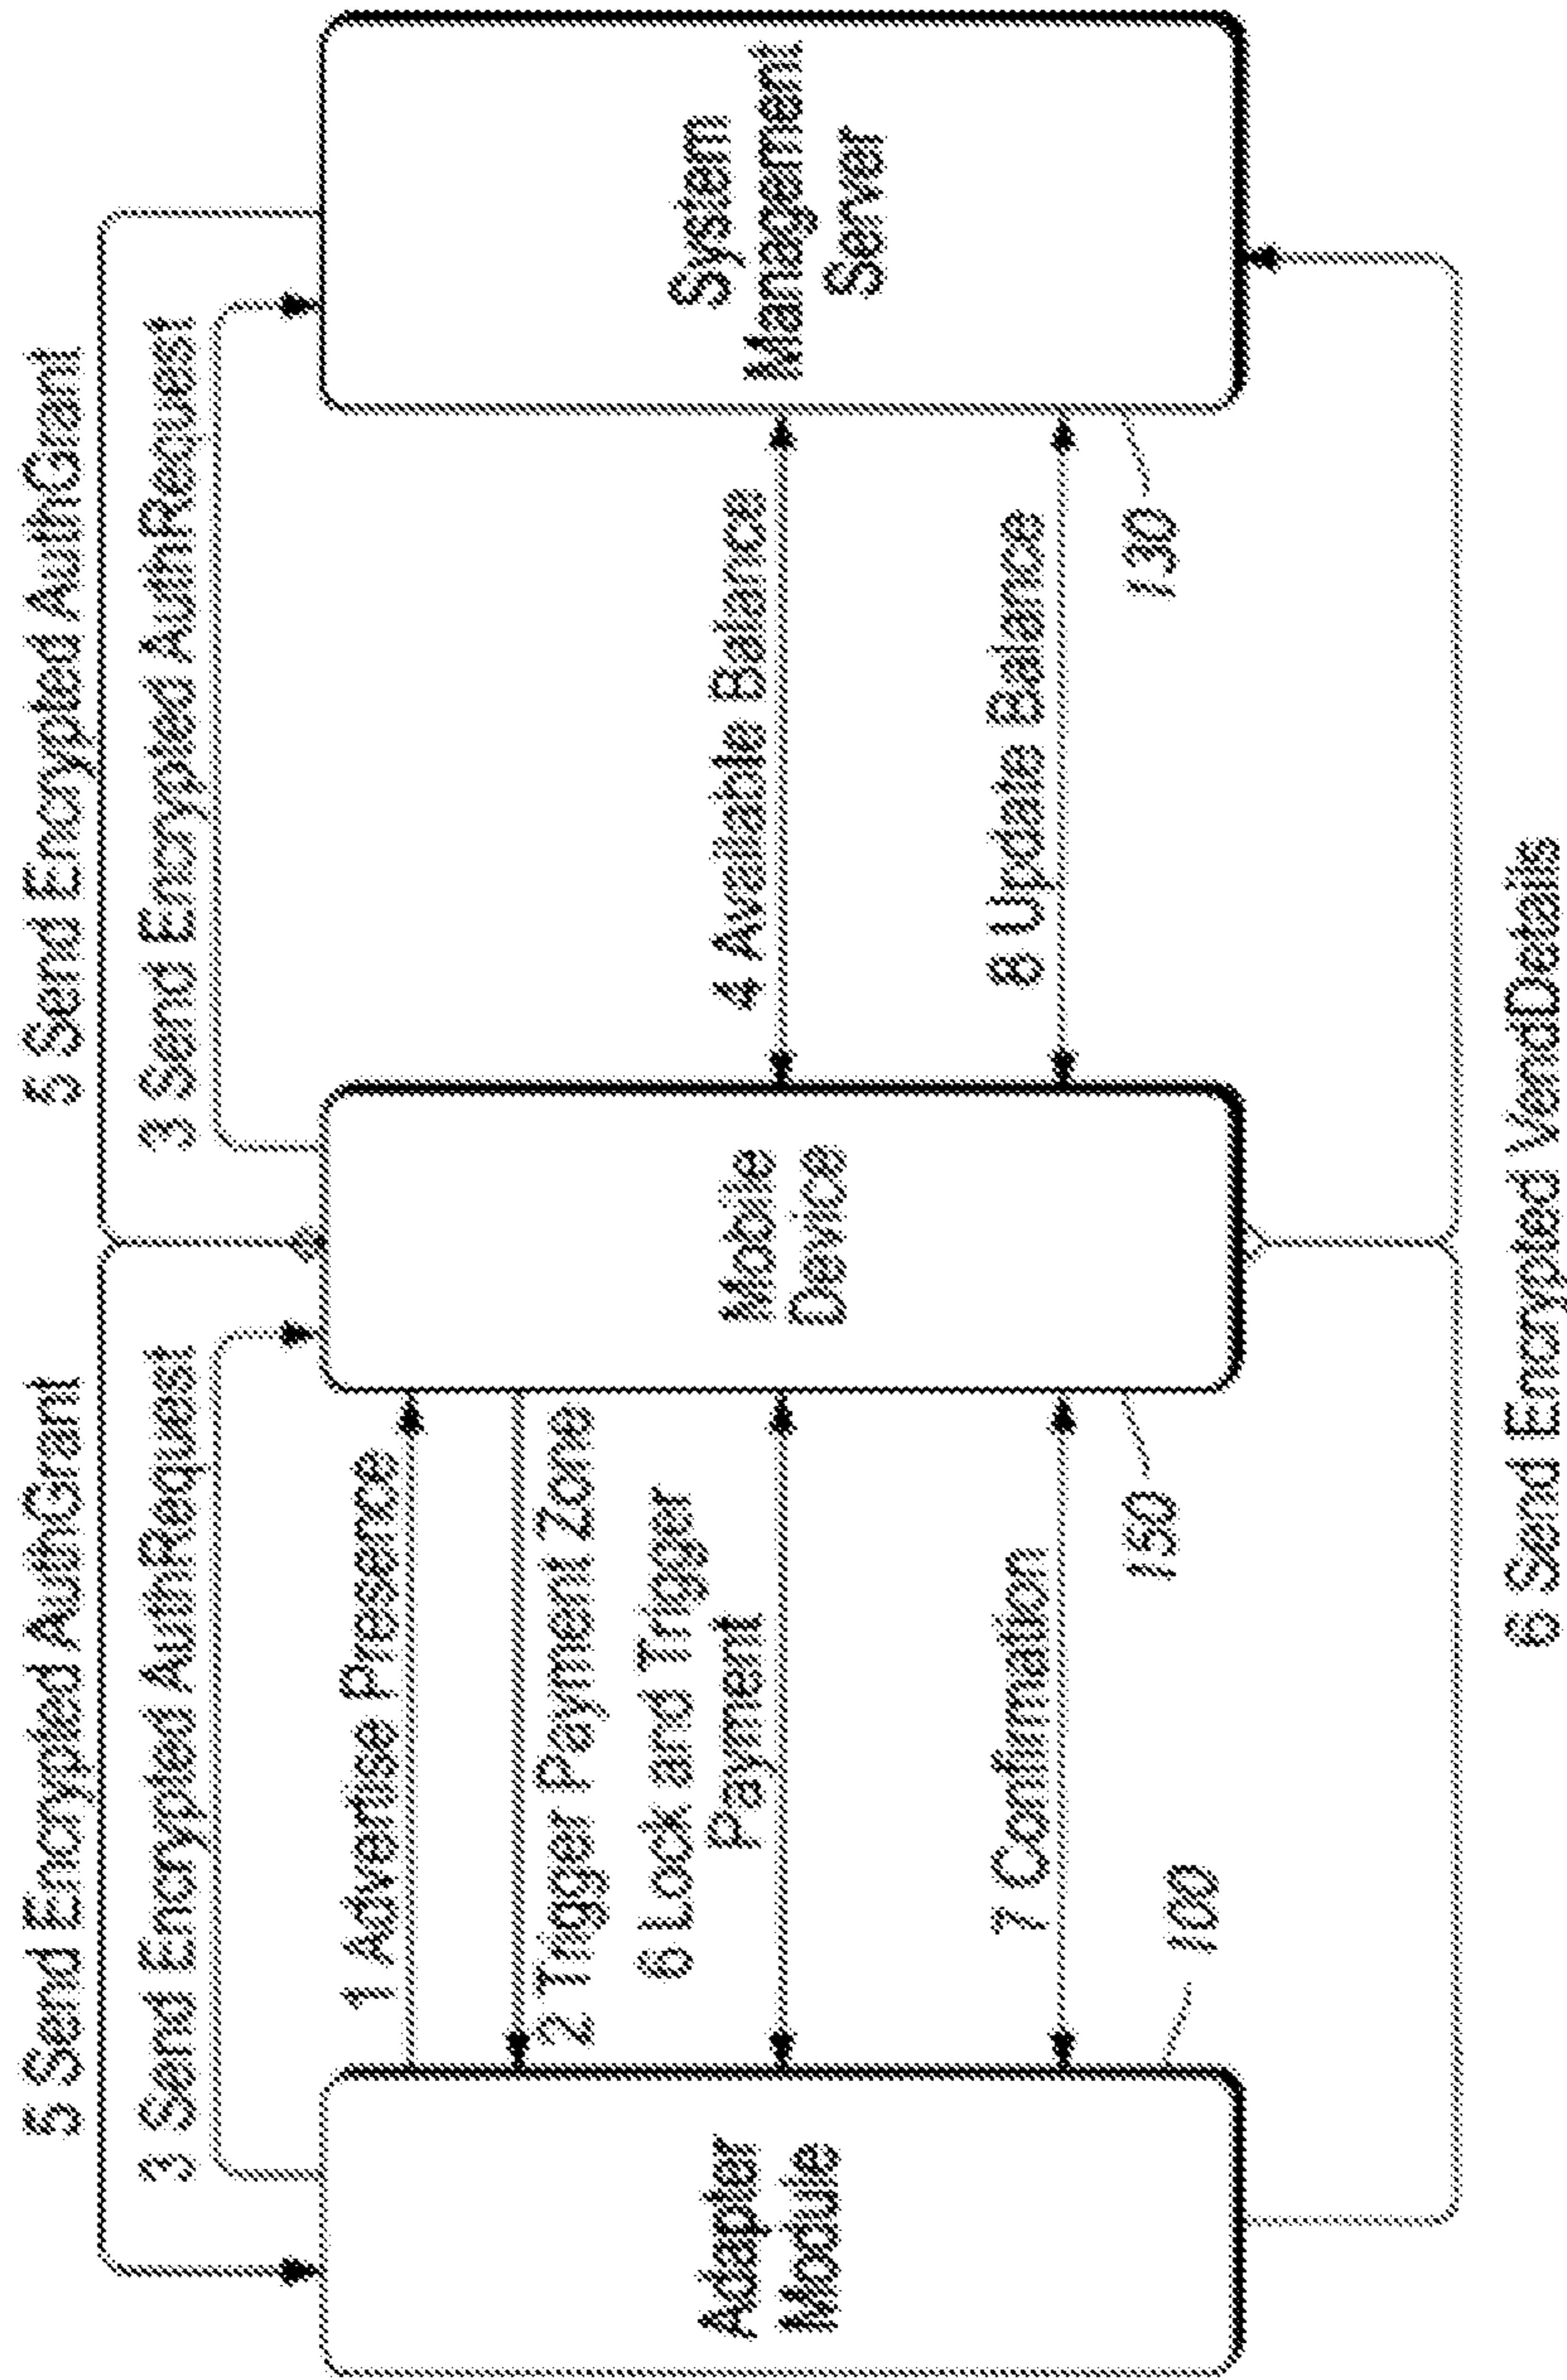 5 Send Encrypted AuthGrant
5 Send Encrypted AuthGrant
3 Send Encrypted AuthRequest
3 Send Encrypted AuthRequest
1 Advertise Presence
2 Trigger Payment Zone
6 Lock and Trigger
Payment
7 Confirmation
4 Available Balance
8 Update Balance
Adapter
Module
Mobile
Device
System
Management
Server
100
150
130
6 Send Encrypted VendDetails